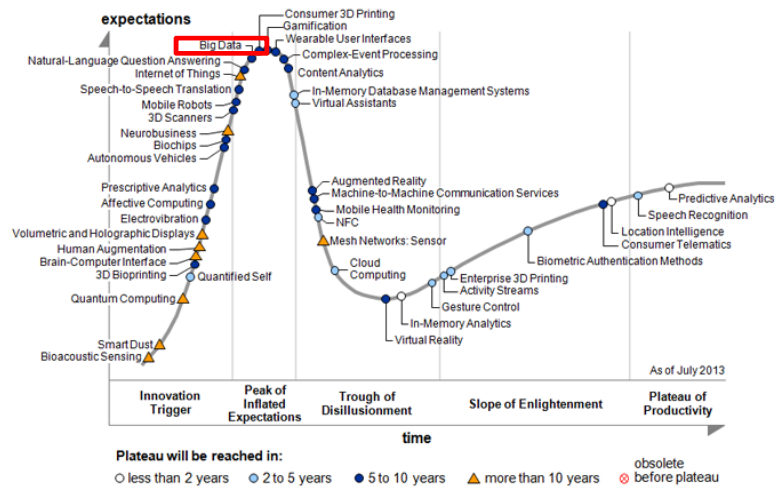 expectations
Consumer 3D Printing
Gamification
Wearable User Interfaces
Big Data
Complex-Event Processing
Natural-Language Question Answering
Content Analytics
Internet of Things
In-Memory Database Management Systems
Speech-to-Speech Translation
Virtual Assistants
Mobile Robots
3D Scanners
Neurobusiness
Biochips
Autonomous Vehicles
Augmented Reality
Prescriptive Analytics
Machine-to-Machine Communication Services
Predictive Analytics
Affective Computing
Mobile Health Monitoring
Speech Recognition
Electrovibration
NFC
Location Intelligence
Volumetric and Holographic Displays
Mesh Networks: Sensor
Consumer Telematics
Human Augmentation
Biometric Authentication Methods
Brain-Computer Interface
Cloud
Computing
3D Bioprinting
Quantified Self
Enterprise 3D Printing
Activity Streams
Quantum Computing
Gesture Control
In-Memory Analytics
Smart Dust
Virtual Reality
Bioacoustic Sensing
As of July 2013
Innovation
Trigger
Peak of
Inflated
Expectations
Trough of
Disillusionment
Slope of Enlightenment
Plateau of
Productivity
time
Plateau will be reached in:
less than 2 years
2 to 5 years
5 to 10 years
more than 10 years
obsolete
before plateau